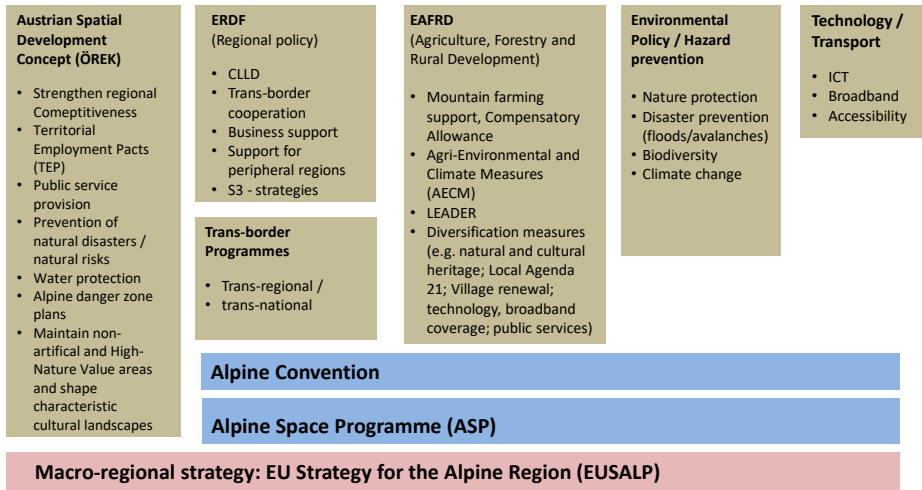 Austrian Spatial
Development
Concept (ÖREK)
• Strengthen regional
Comeptitiveness
• Territorial
Employment Pacts
(TEP)
• Public service
provision
• Prevention of
natural disasters /
natural risks
• Water protection
• Alpine danger zone
plans
• Maintain non-
artifical and High-
Nature Value areas
and shape
characteristic
cultural landscapes
ERDF
(Regional policy)
• CLLD
• Trans-border
cooperation
• Business support
• Support for
peripheral regions
• S3 - strategies
Trans-border
Programmes
• Trans-regional /
• trans-national
EAFRD
(Agriculture, Forestry and
Rural Development)
• Mountain farming
support, Compensatory
Allowance
• Agri-Environmental and
Climate Measures
(AECM)
• LEADER
• Diversification measures
(e.g. natural and cultural
heritage; Local Agenda
21; Village renewal;
technology, broadband
coverage; public services)
Environmental
Policy / Hazard
prevention
• Nature protection
• Disaster prevention
(floods/avalanches)
• Biodiversity
• Climate change
Technology /
Transport
• ICT
• Broadband
• Accessibility
Alpine Convention
Alpine Space Programme (ASP)
Macro-regional strategy: EU Strategy for the Alpine Region (EUSALP)